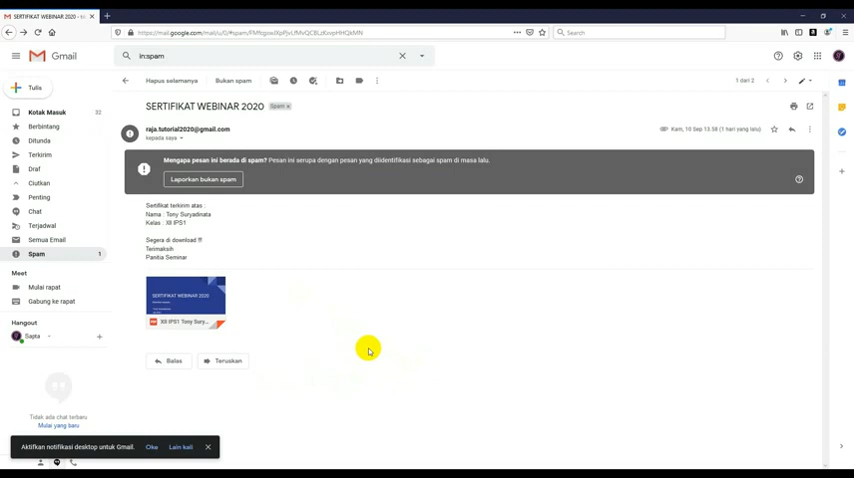 SERTIFIKAT WEBINAR 2020
https://mail.google.com/mail/u/0/#spam/
Search
Gmail
in:spam
Hapus selamanya
Bukan spam
1 dari 2
Tulis
SERTIFIKAT WEBINAR 2020
Spam x
Kotak Masuk 32
Berbintang
Ditunda
Terkirim
Draf
Ciutkan
Penting
Chat
Terjadwal
Semua Email
Spam 1
Meet
Mulai rapat
Gabung ke rapat
Hangout
Sapta
Tidak ada chat terbaru
Mulai yang baru
raja.tutorial2020@gmail.com
kepada saya
Kam, 10 Sep 13.58 (1 hari yang lalu)
Mengapa pesan ini berada di spam? Pesan ini serupa dengan pesan yang diidentifikasi sebagai spam di masa lalu.
Laporkan bukan spam
Sertifikat terkirim atas :
Nama : Tony Suryadinata
Kelas : XII IPS1
Segera di download !!!
Terimaksih
Panitia Seminar
SERTIFIKAT WEBINAR 2020
XII IPS1 Tony Sury...
Balas
Teruskan
Aktifkan notifikasi desktop untuk Gmail.
Oke
Lain kali